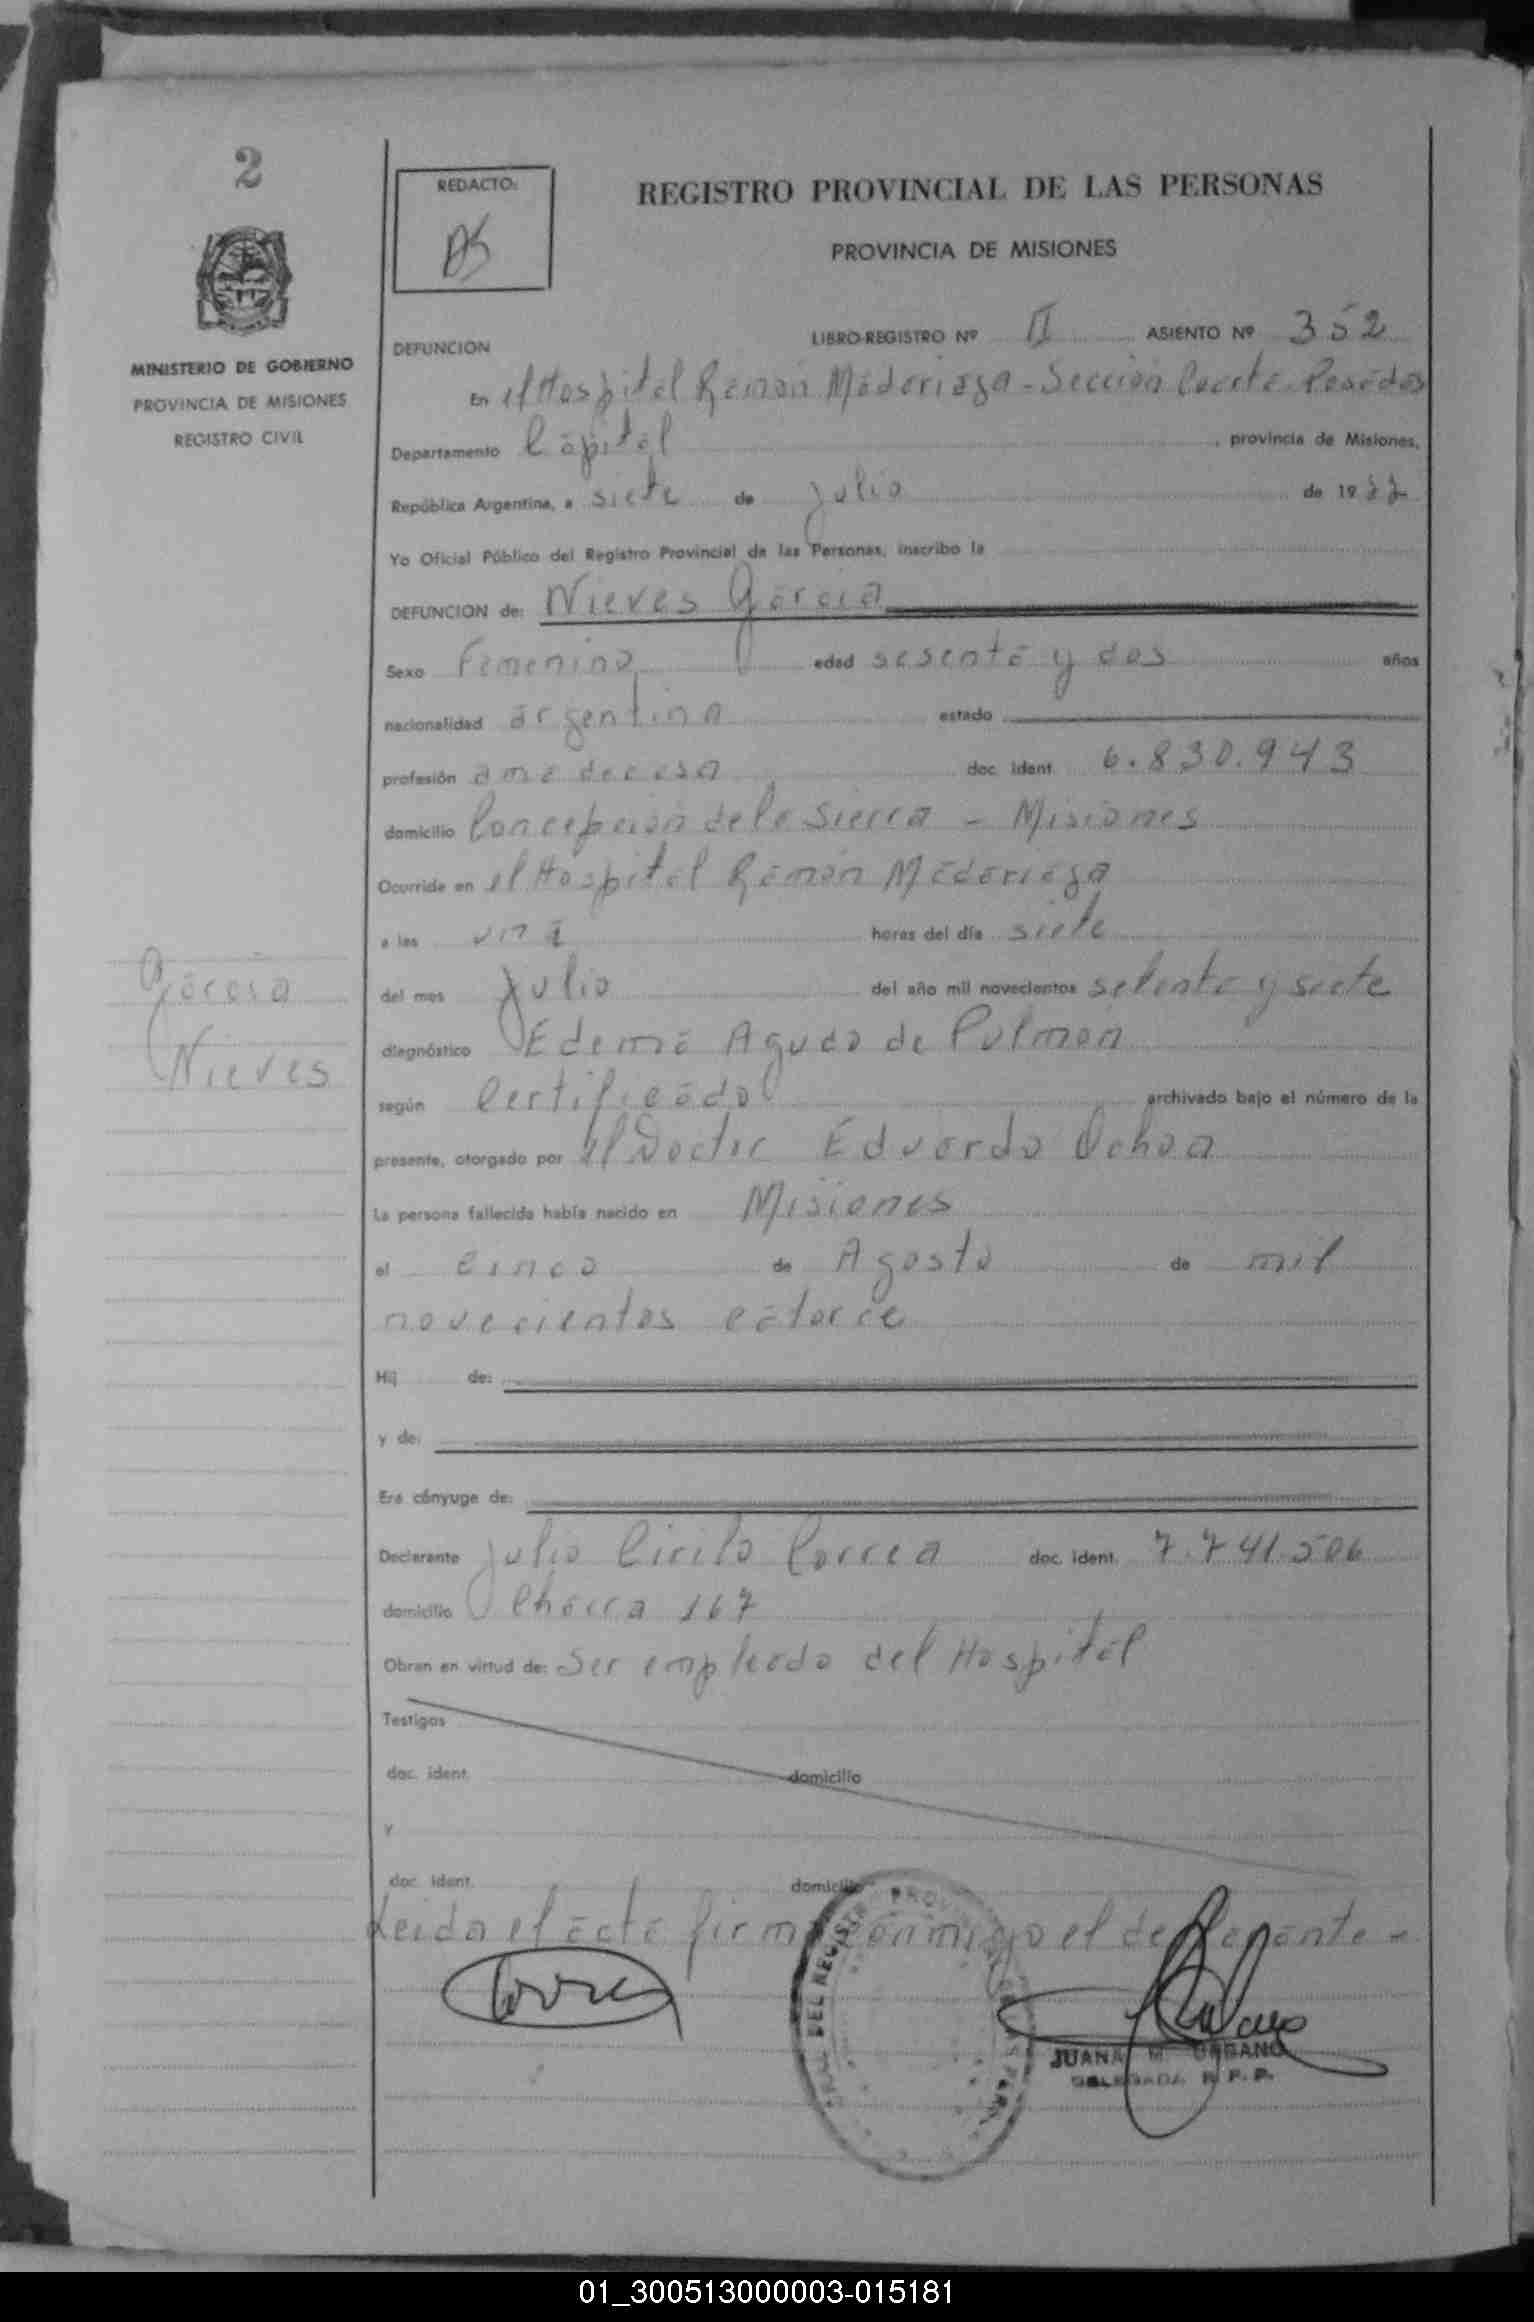 2
REDACTO:
REGISTRO PROVINCIAL DE LAS PERSONAS
PROVINCIA DE MISIONES
MINISTERIO DE GOBIERNO
PROVINCIA DE MISIONES
REGISTRO CIVIL
DEFUNCION
LIBRO-REGISTRO Nº II ASIENTO Nº 352
En el Hospital Ramón Madariaga - Sección Cuarta Posadas
Departamento Capital, provincia de Misiones,
República Argentina, a siete de julio de 1977
Yo Oficial Público del Registro Provincial de las Personas, inscribo la
DEFUNCION de: Nieves García
Sexo Femenino edad sesenta y dos años
nacionalidad argentina estado
profesión ama de casa doc. ident. 6.830.943
domicilio Concepción de la Sierra - Misiones
Ocurrida en el Hospital Ramón Madariaga
a las una horas del día siete
del mes Julio del año mil novecientos setenta y siete
García
Nieves
diagnóstico Edema Agudo de Pulmón
según Certificado archivado bajo el número de la
presente, otorgado por el Doctor Eduardo Ochoa
La persona fallecida había nacido en Misiones
el cinco de Agosto de mil
novecientos catorce
Hij de:
y de:
Era cónyuge de:
Declarante Julio Cirilo Correa doc. ident. 7.741.506
domicilio Chacra 167
Obran en virtud de: Ser empleado del Hospital
Testigos
doc. ident. domicilio
y
doc. ident. domicilio
Leida el acta firma conmigo el declarante -
DEL REGISTRO PROVINCIAL
JUANA M. URBANO
DELEGADA R. P. P.
01_300513000003-015181